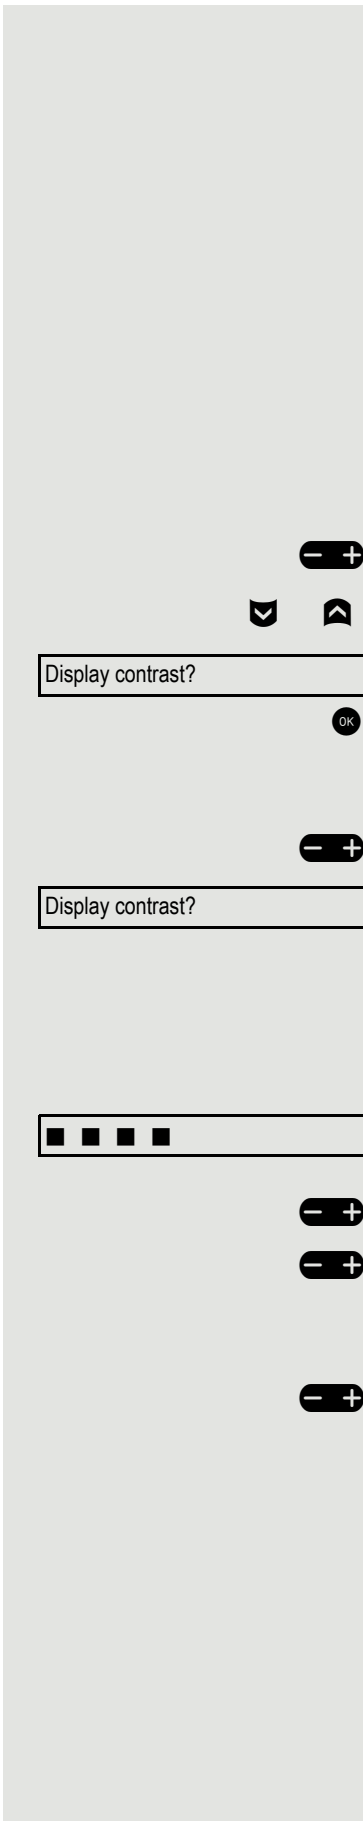 − +
Display contrast?
OK
− +
Display contrast?
■ ■ ■ ■
− +
− +
− +